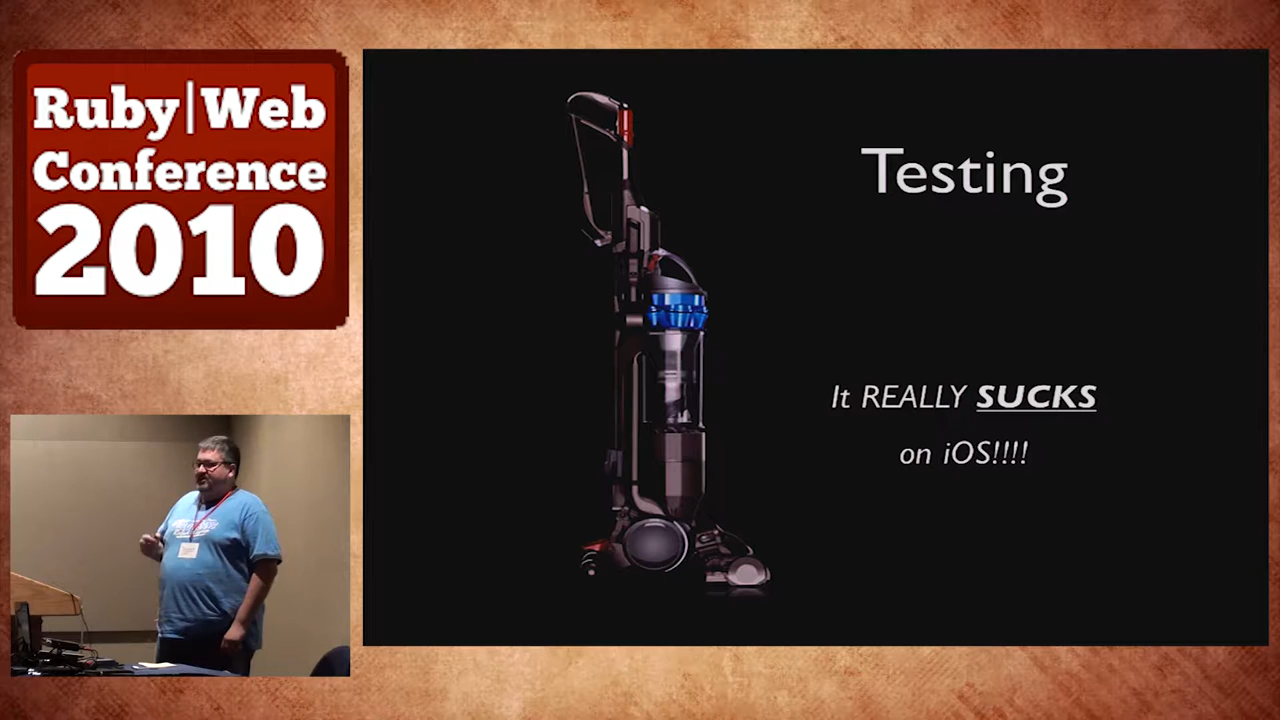 Ruby|Web
Conference
2010
Testing
It REALLY SUCKS
on iOS!!!!